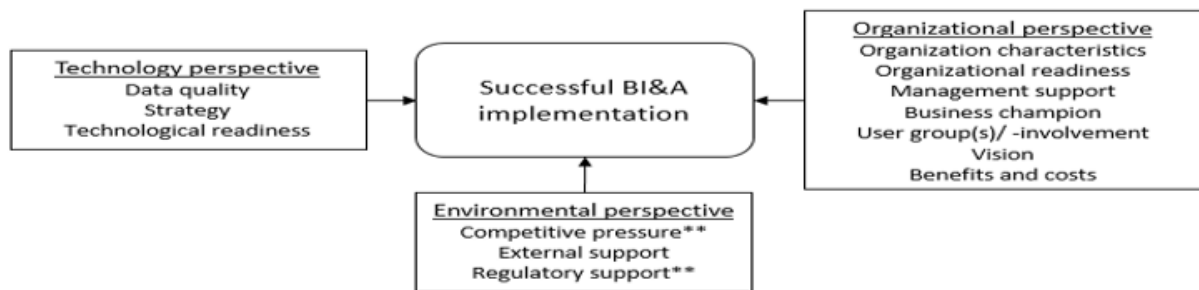 Technology perspective
Data quality
Strategy
Technological readiness
Successful BI&A
implementation
Organizational perspective
Organization characteristics
Organizational readiness
Management support
Business champion
User group(s)/ -involvement
Vision
Benefits and costs
Environmental perspective
Competitive pressure**
External support
Regulatory support**